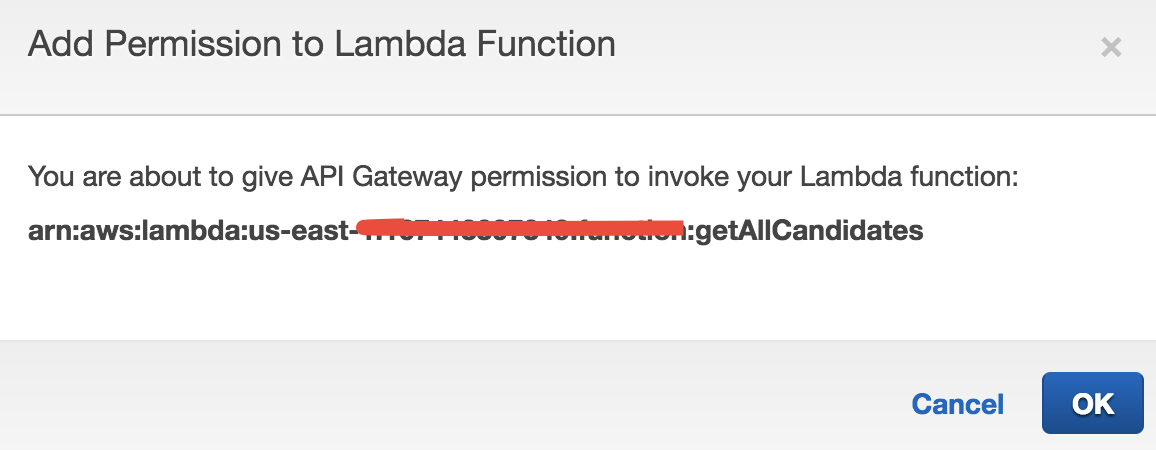 Add Permission to Lambda Function
×
You are about to give API Gateway permission to invoke your Lambda function:
arn:aws:lambda:us-east- :getAllCandidates
Cancel
OK